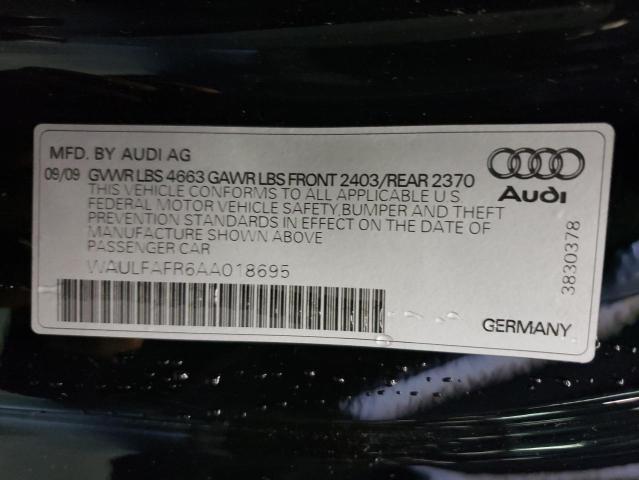 MFD. BY AUDI AG
09/09 GVWR LBS 4663 GAWR LBS FRONT 2403/REAR 2370
THIS VEHICLE CONFORMS TO ALL APPLICABLE U S
FEDERAL MOTOR VEHICLE SAFETY,BUMPER AND THEFT
PREVENTION STANDARDS IN EFFECT ON THE DATE OF
MANUFACTURE SHOWN ABOVE
PASSENGER CAR
WAULFAFR6AA018695
Audi
3830378
GERMANY